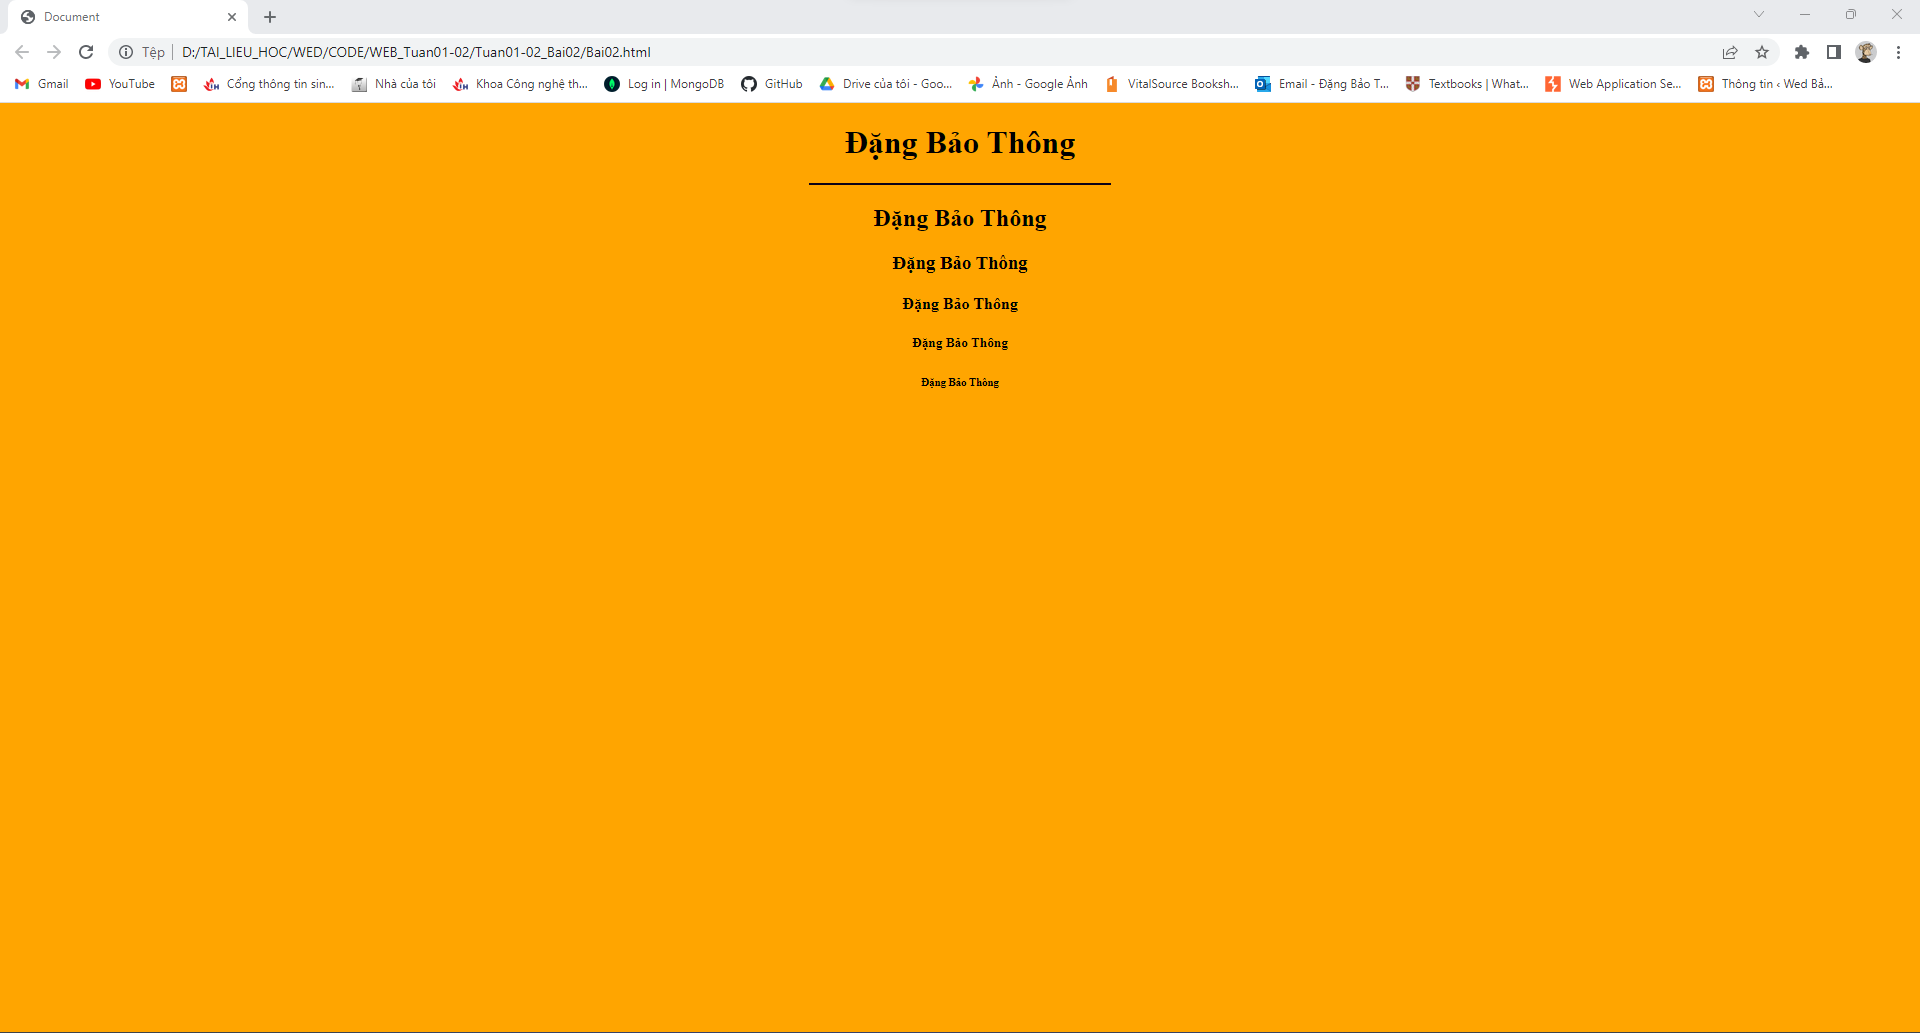 Document
Tệp D:/TAI_LIEU_HOC/WED/CODE/WEB_Tuan01-02/Tuan01-02_Bai02/Bai02.html
Gmail YouTube Cổng thông tin sin... Nhà của tôi Khoa Công nghệ th... Log in | MongoDB GitHub Drive của tôi - Goo... Ảnh - Google Ảnh VitalSource Booksh... Email - Đặng Bảo T... Textbooks | What... Web Application Se... Thông tin ‹ Wed Bả...
Đặng Bảo Thông
Đặng Bảo Thông
Đặng Bảo Thông
Đặng Bảo Thông
Đặng Bảo Thông
Đặng Bảo Thông